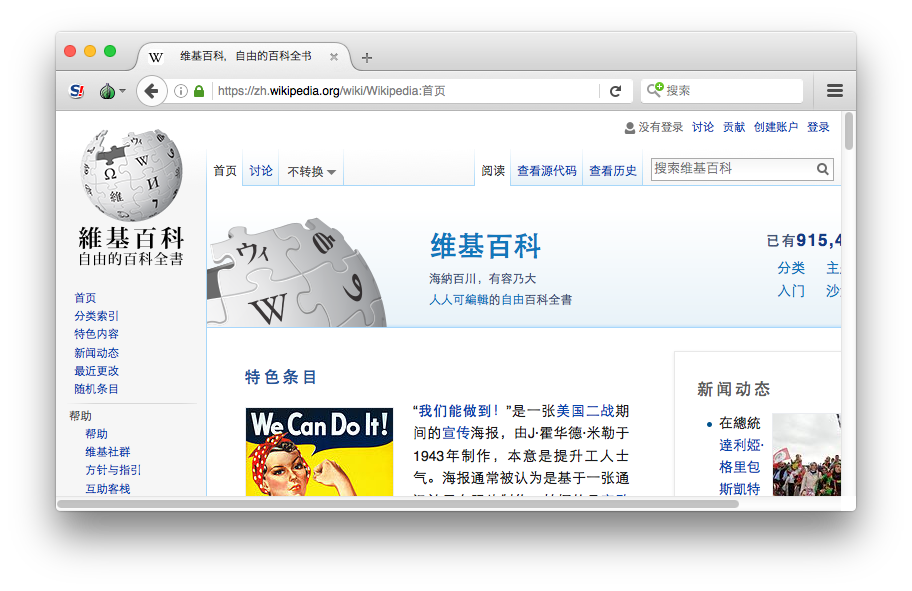 维基百科，自由的百科全书
https://zh.wikipedia.org/wiki/Wikipedia:首页
搜索
没有登录 讨论 贡献 创建账户 登录
首页 讨论 不转换 阅读 查看源代码 查看历史 搜索维基百科
維基百科
自由的百科全書
首页
分类索引
特色内容
新闻动态
最近更改
随机条目
帮助
帮助
维基社群
方针与指引
互助客栈
维基百科
海納百川，有容乃大
人人可編輯的自由百科全書
已有915,4
分类 主
入门 沙
特色条目
We Can Do It!
“我们能做到！”是一张美国二战期
间的宣传海报，由J·霍华德·米勒于
1943年制作，本意是提升工人士
气。海报通常被认为是基于一张通
新闻动态
在總統
達利婭·
格里包
斯凱特